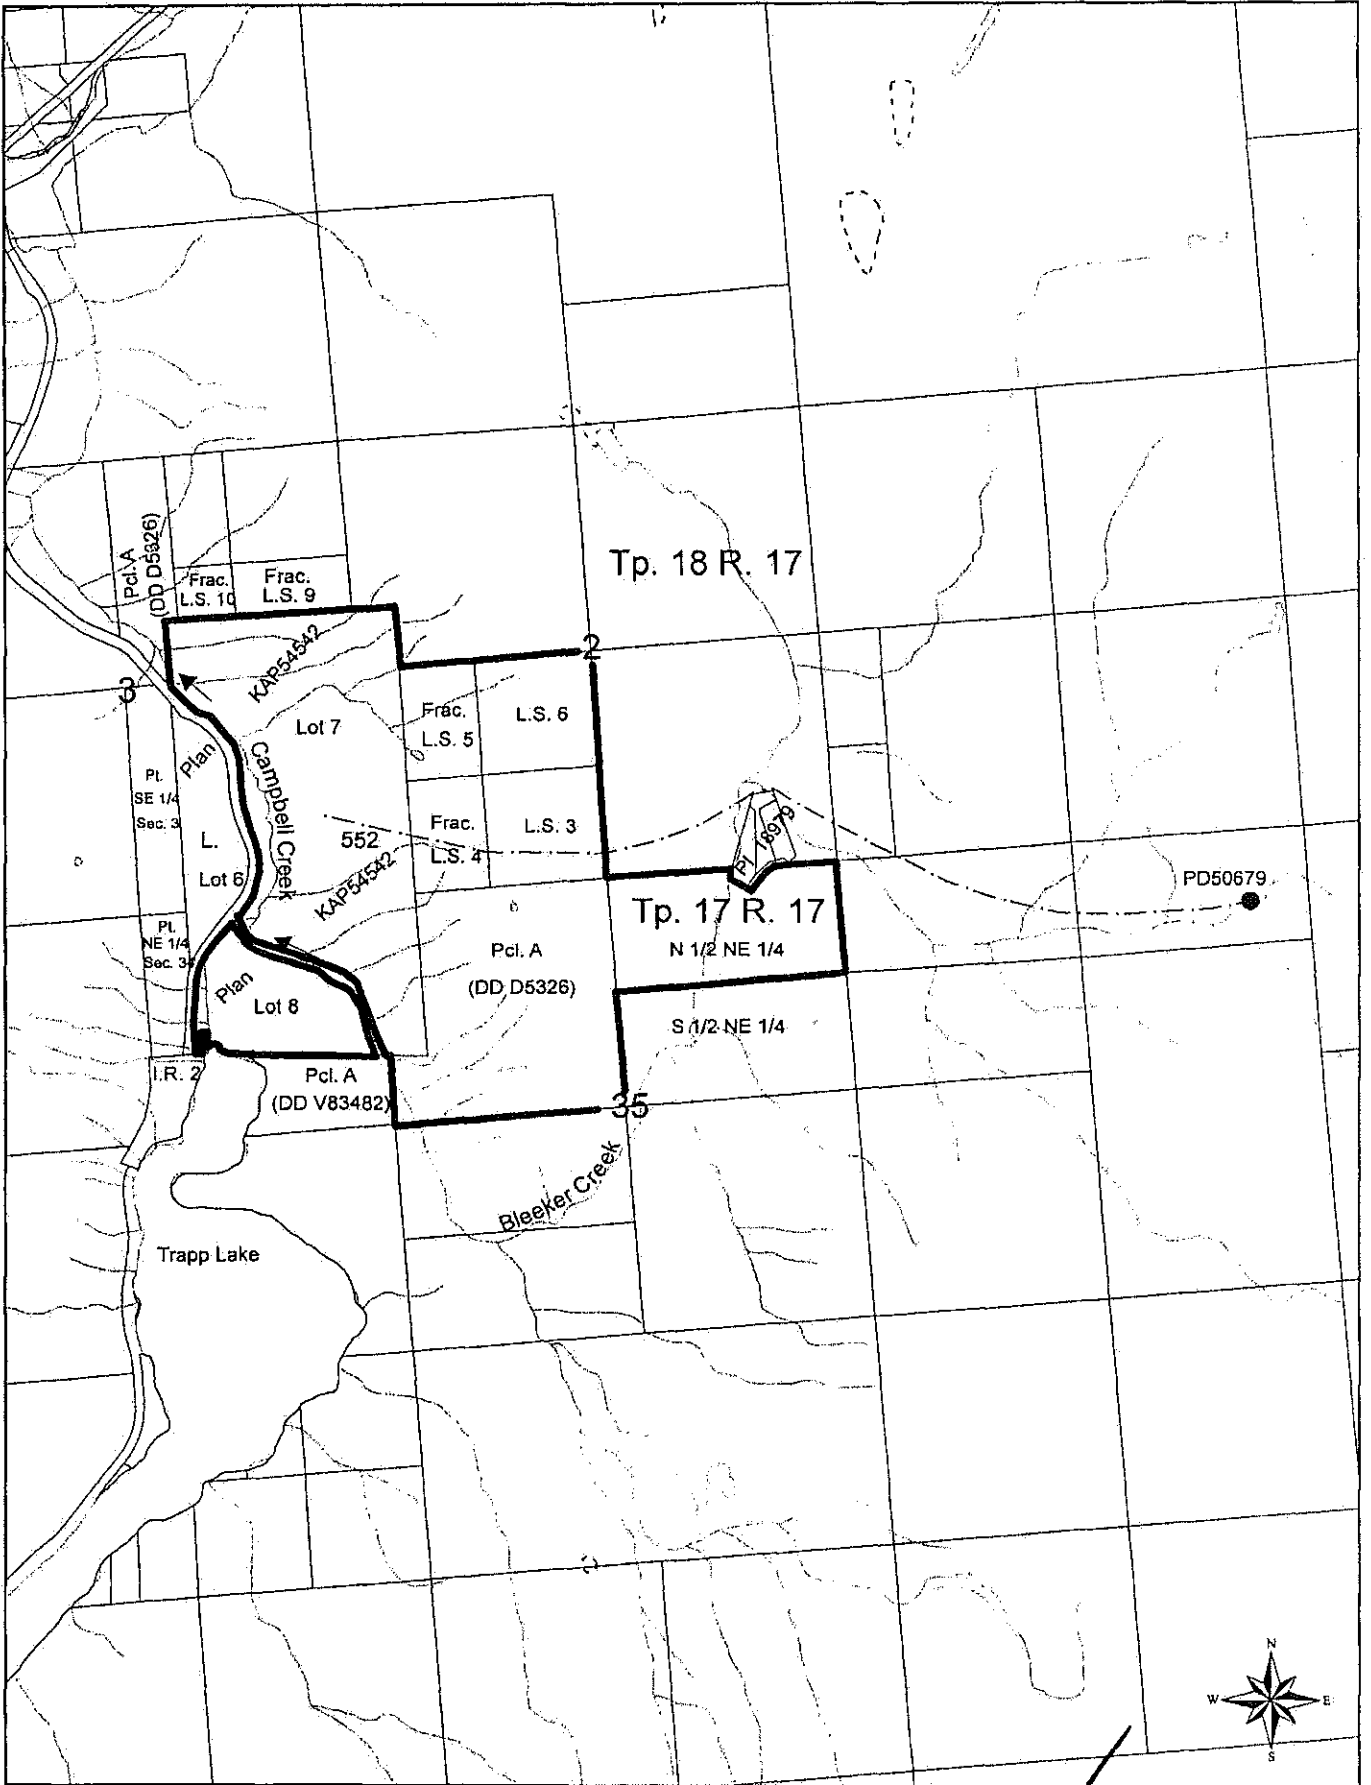 Tp. 18 R. 17
Pcl. A
(DD D5326)
Frac.
L.S. 10
Frac.
L.S. 9
KAP54542
2
3
Lot 7
Frac.
L.S. 5
L.S. 6
Plan
Campbell Creek
Pt.
SE 1/4
Sec. 3
L.
552
Frac.
L.S. 4
L.S. 3
Pl. 18979
Lot 6
KAP54542
PD50679
Tp. 17 R. 17
N 1/2 NE 1/4
Pt.
NE 1/4
Sec. 34
Pcl. A
(DD D5326)
Plan
Lot 8
S 1/2 NE 1/4
I.R. 2
Pcl. A
(DD V83482)
35
Bleeker Creek
Trapp Lake
N
W
E
S